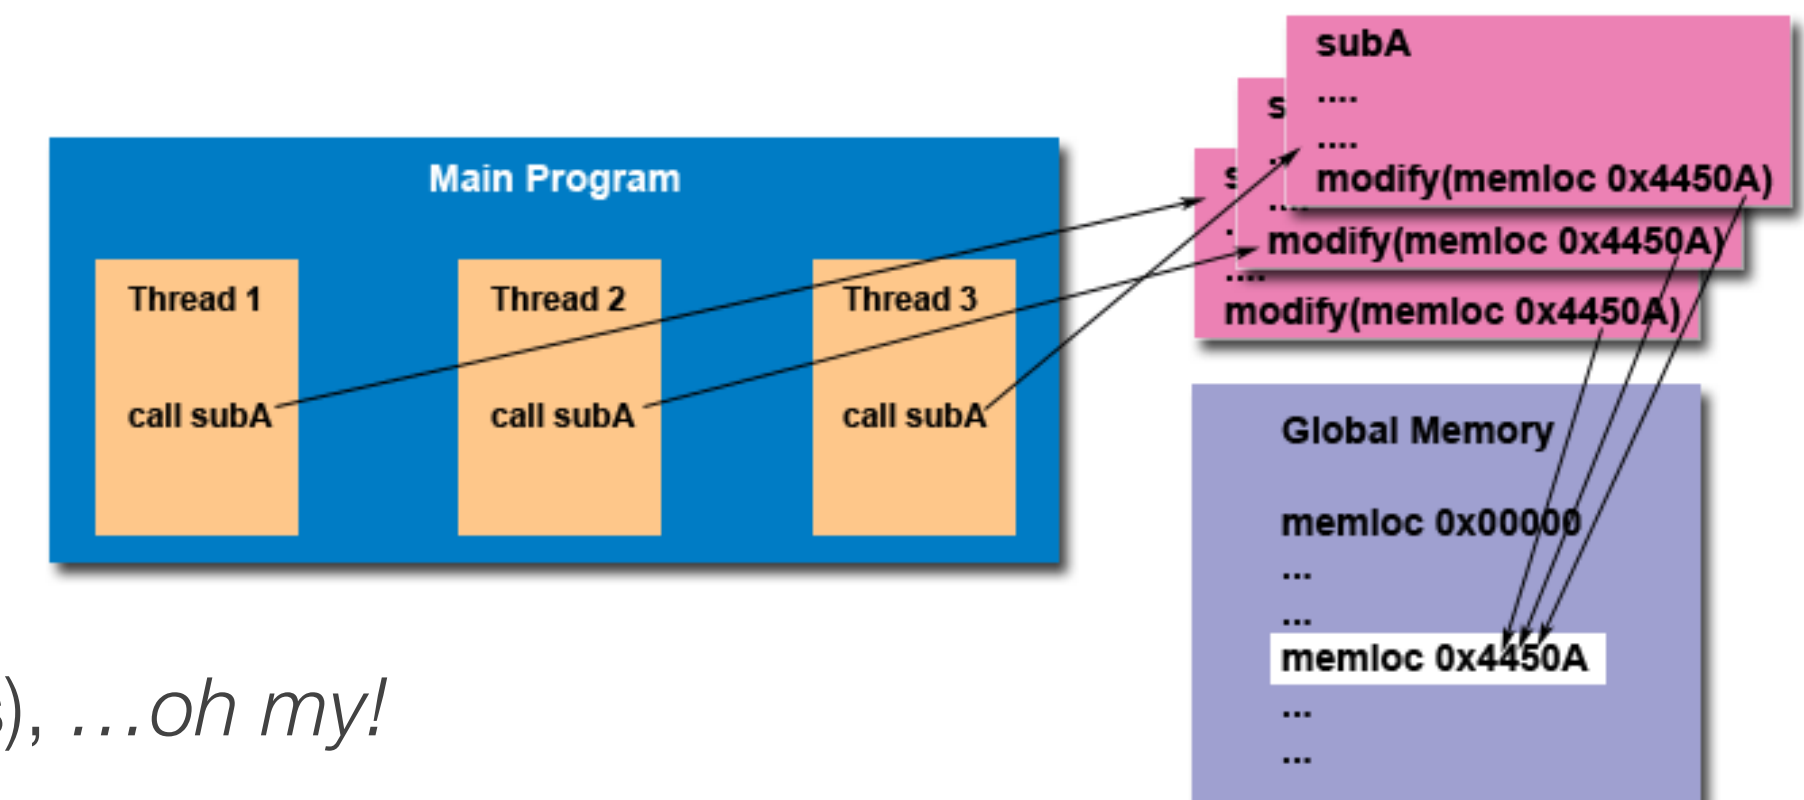 Main Program
Thread 1
call subA
Thread 2
call subA
Thread 3
call subA
subA
....
....
modify(memloc 0x4450A)
s
.
....
modify(memloc 0x4450A)
s
.
....
modify(memloc 0x4450A)
Global Memory
memloc 0x00000
...
...
memloc 0x4450A
...
...
), …oh my!